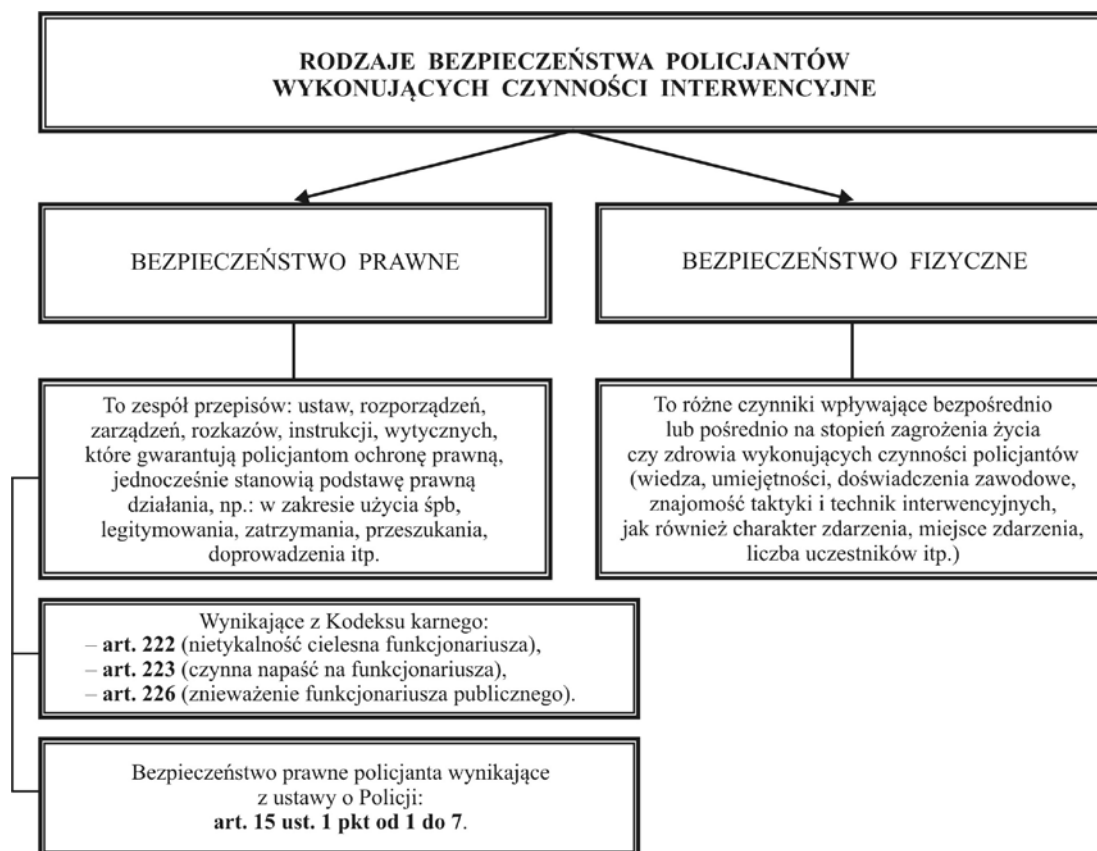 RODZAJE BEZPIECZEŃSTWA POLICJANTÓW
WYKONUJĄCYCH CZYNNOŚCI INTERWENCYJNE
BEZPIECZEŃSTWO PRAWNE
BEZPIECZEŃSTWO FIZYCZNE
To zespół przepisów: ustaw, rozporządzeń,
zarządzeń, rozkazów, instrukcji, wytycznych,
które gwarantują policjantom ochronę prawną,
jednocześnie stanowią podstawę prawną
działania, np.: w zakresie użycia śpb,
legitymowania, zatrzymania, przeszukania,
doprowadzenia itp.
To różne czynniki wpływające bezpośrednio
lub pośrednio na stopień zagrożenia życia
czy zdrowia wykonujących czynności policjantów
(wiedza, umiejętności, doświadczenia zawodowe,
znajomość taktyki i technik interwencyjnych,
jak również charakter zdarzenia, miejsce zdarzenia,
liczba uczestników itp.)
Wynikające z Kodeksu karnego:
– art. 222 (nietykalność cielesna funkcjonariusza),
– art. 223 (czynna napaść na funkcjonariusza),
– art. 226 (znieważenie funkcjonariusza publicznego).
Bezpieczeństwo prawne policjanta wynikające
z ustawy o Policji:
art. 15 ust. 1 pkt od 1 do 7.